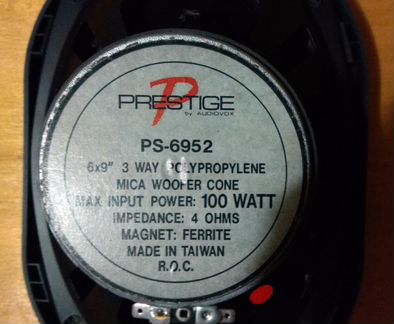 P
PRESTIGE
by AUDIOVOX
PS-6952
6x9" 3 WAY POLYPROPYLENE
MICA WOOFER CONE
MAX INPUT POWER: 100 WATT
IMPEDANCE: 4 OHMS
MAGNET: FERRITE
MADE IN TAIWAN
R.O.C.